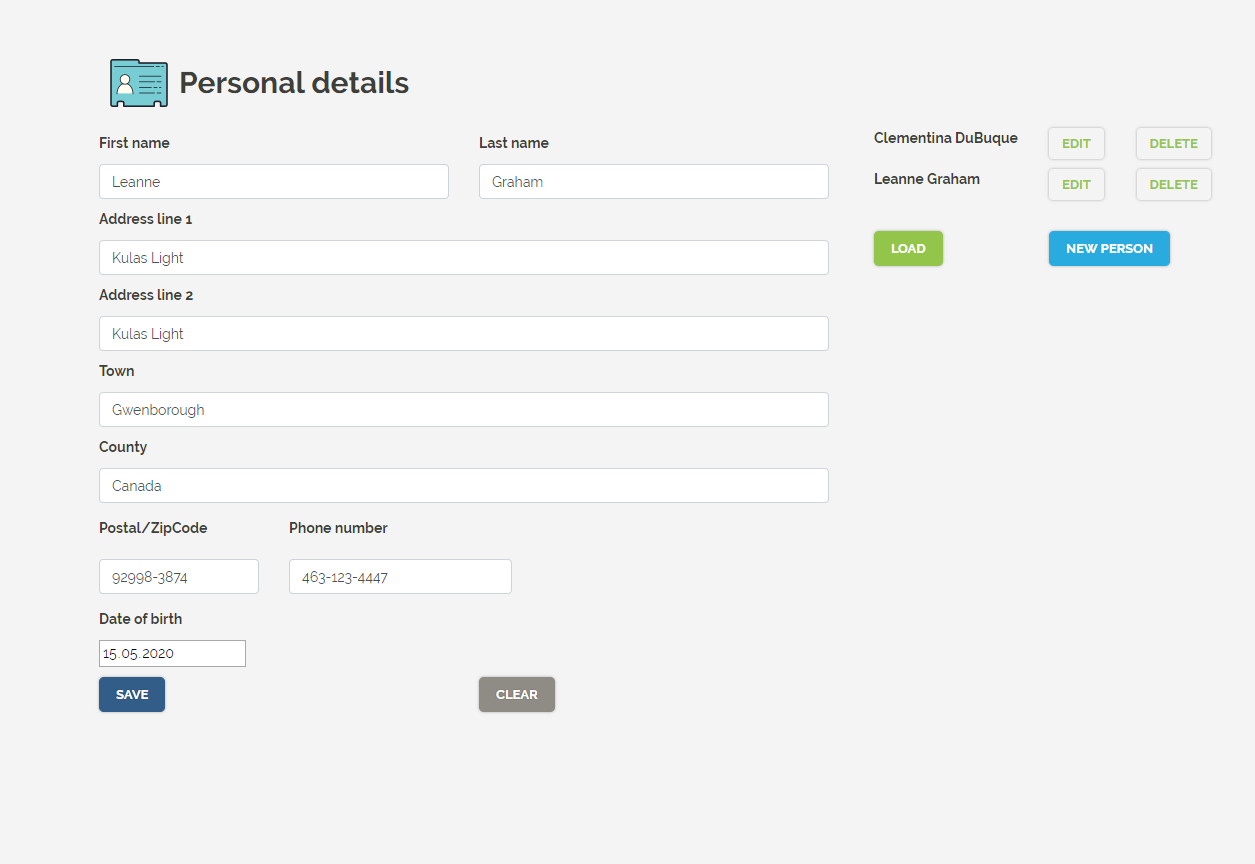 Personal details
First name Last name
Leanne Graham
Address line 1
Kulas Light
Address line 2
Kulas Light
Town
Gwenborough
County
Canada
Postal/ZipCode Phone number
92998-3874 463-123-4447
Date of birth
15.05.2020
SAVE CLEAR
Clementina DuBuque EDIT DELETE
Leanne Graham EDIT DELETE
LOAD NEW PERSON